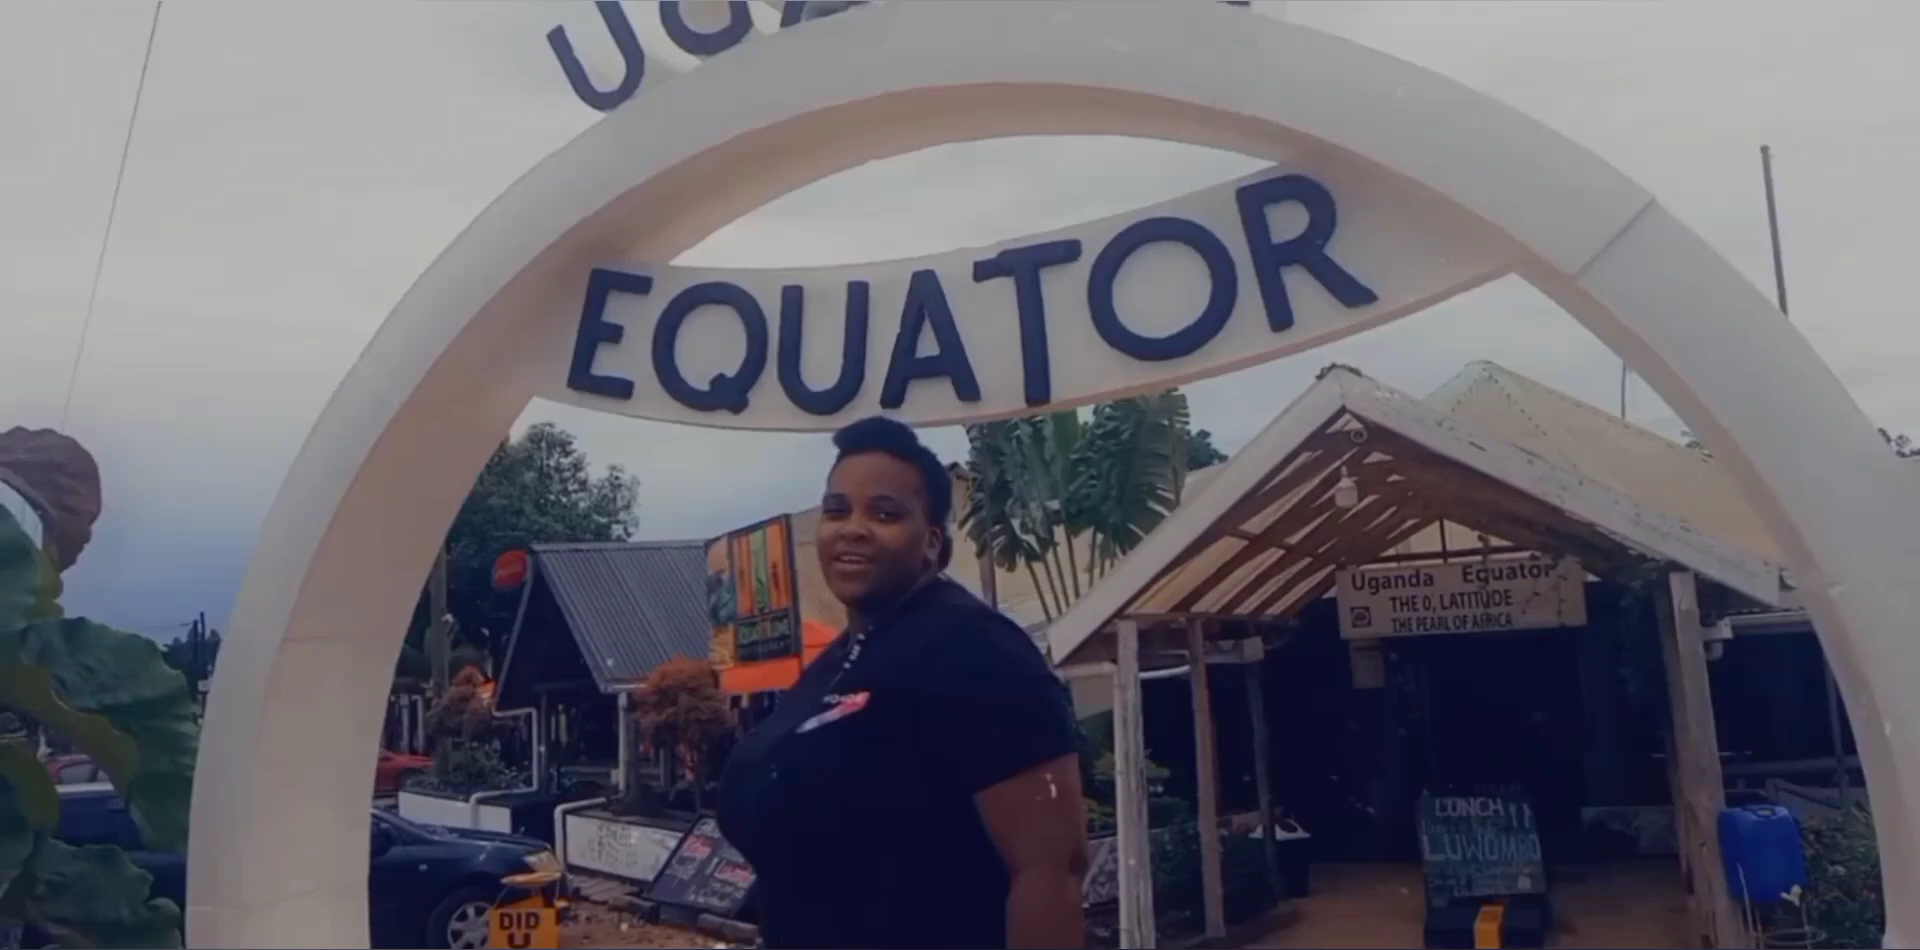 EQUATOR
Uganda Equator
THE 0, LATITUDE
THE PEARL OF AFRICA
LUNCH
LUWOMBO
DID
U